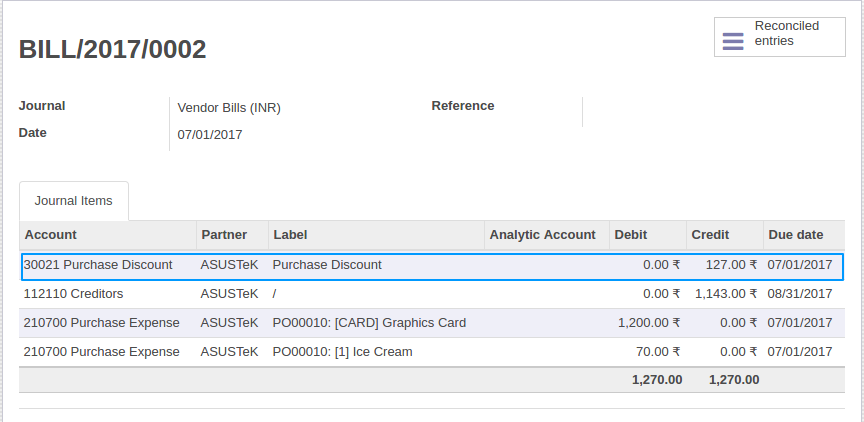 Reconciled
entries
BILL/2017/0002
Journal Vendor Bills (INR) Reference
Date 07/01/2017
Journal Items
Account Partner Label Analytic Account Debit Credit Due date
30021 Purchase Discount ASUSTeK Purchase Discount 0.00 ₹ 127.00 ₹ 07/01/2017
112110 Creditors ASUSTeK / 0.00 ₹ 1,143.00 ₹ 08/31/2017
210700 Purchase Expense ASUSTeK PO00010: [CARD] Graphics Card 1,200.00 ₹ 0.00 ₹ 07/01/2017
210700 Purchase Expense ASUSTeK PO00010: [1] Ice Cream 70.00 ₹ 0.00 ₹ 07/01/2017
1,270.00 1,270.00